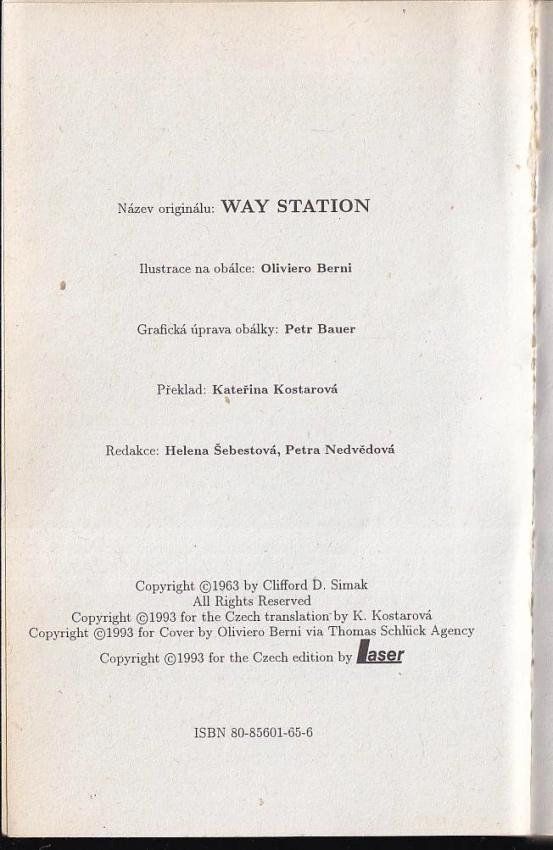 Název originálu: WAY STATION
Ilustrace na obálce: Oliviero Berni
Grafická úprava obálky: Petr Bauer
Překlad: Kateřina Kostarová
Redakce: Helena Šebestová, Petra Nedvědová
Copyright ©1963 by Clifford D. Simak
All Rights Reserved
Copyright ©1993 for the Czech translation by K. Kostarová
Copyright ©1993 for Cover by Oliviero Berni via Thomas Schlück Agency
Copyright ©1993 for the Czech edition by Laser
ISBN 80-85601-65-6